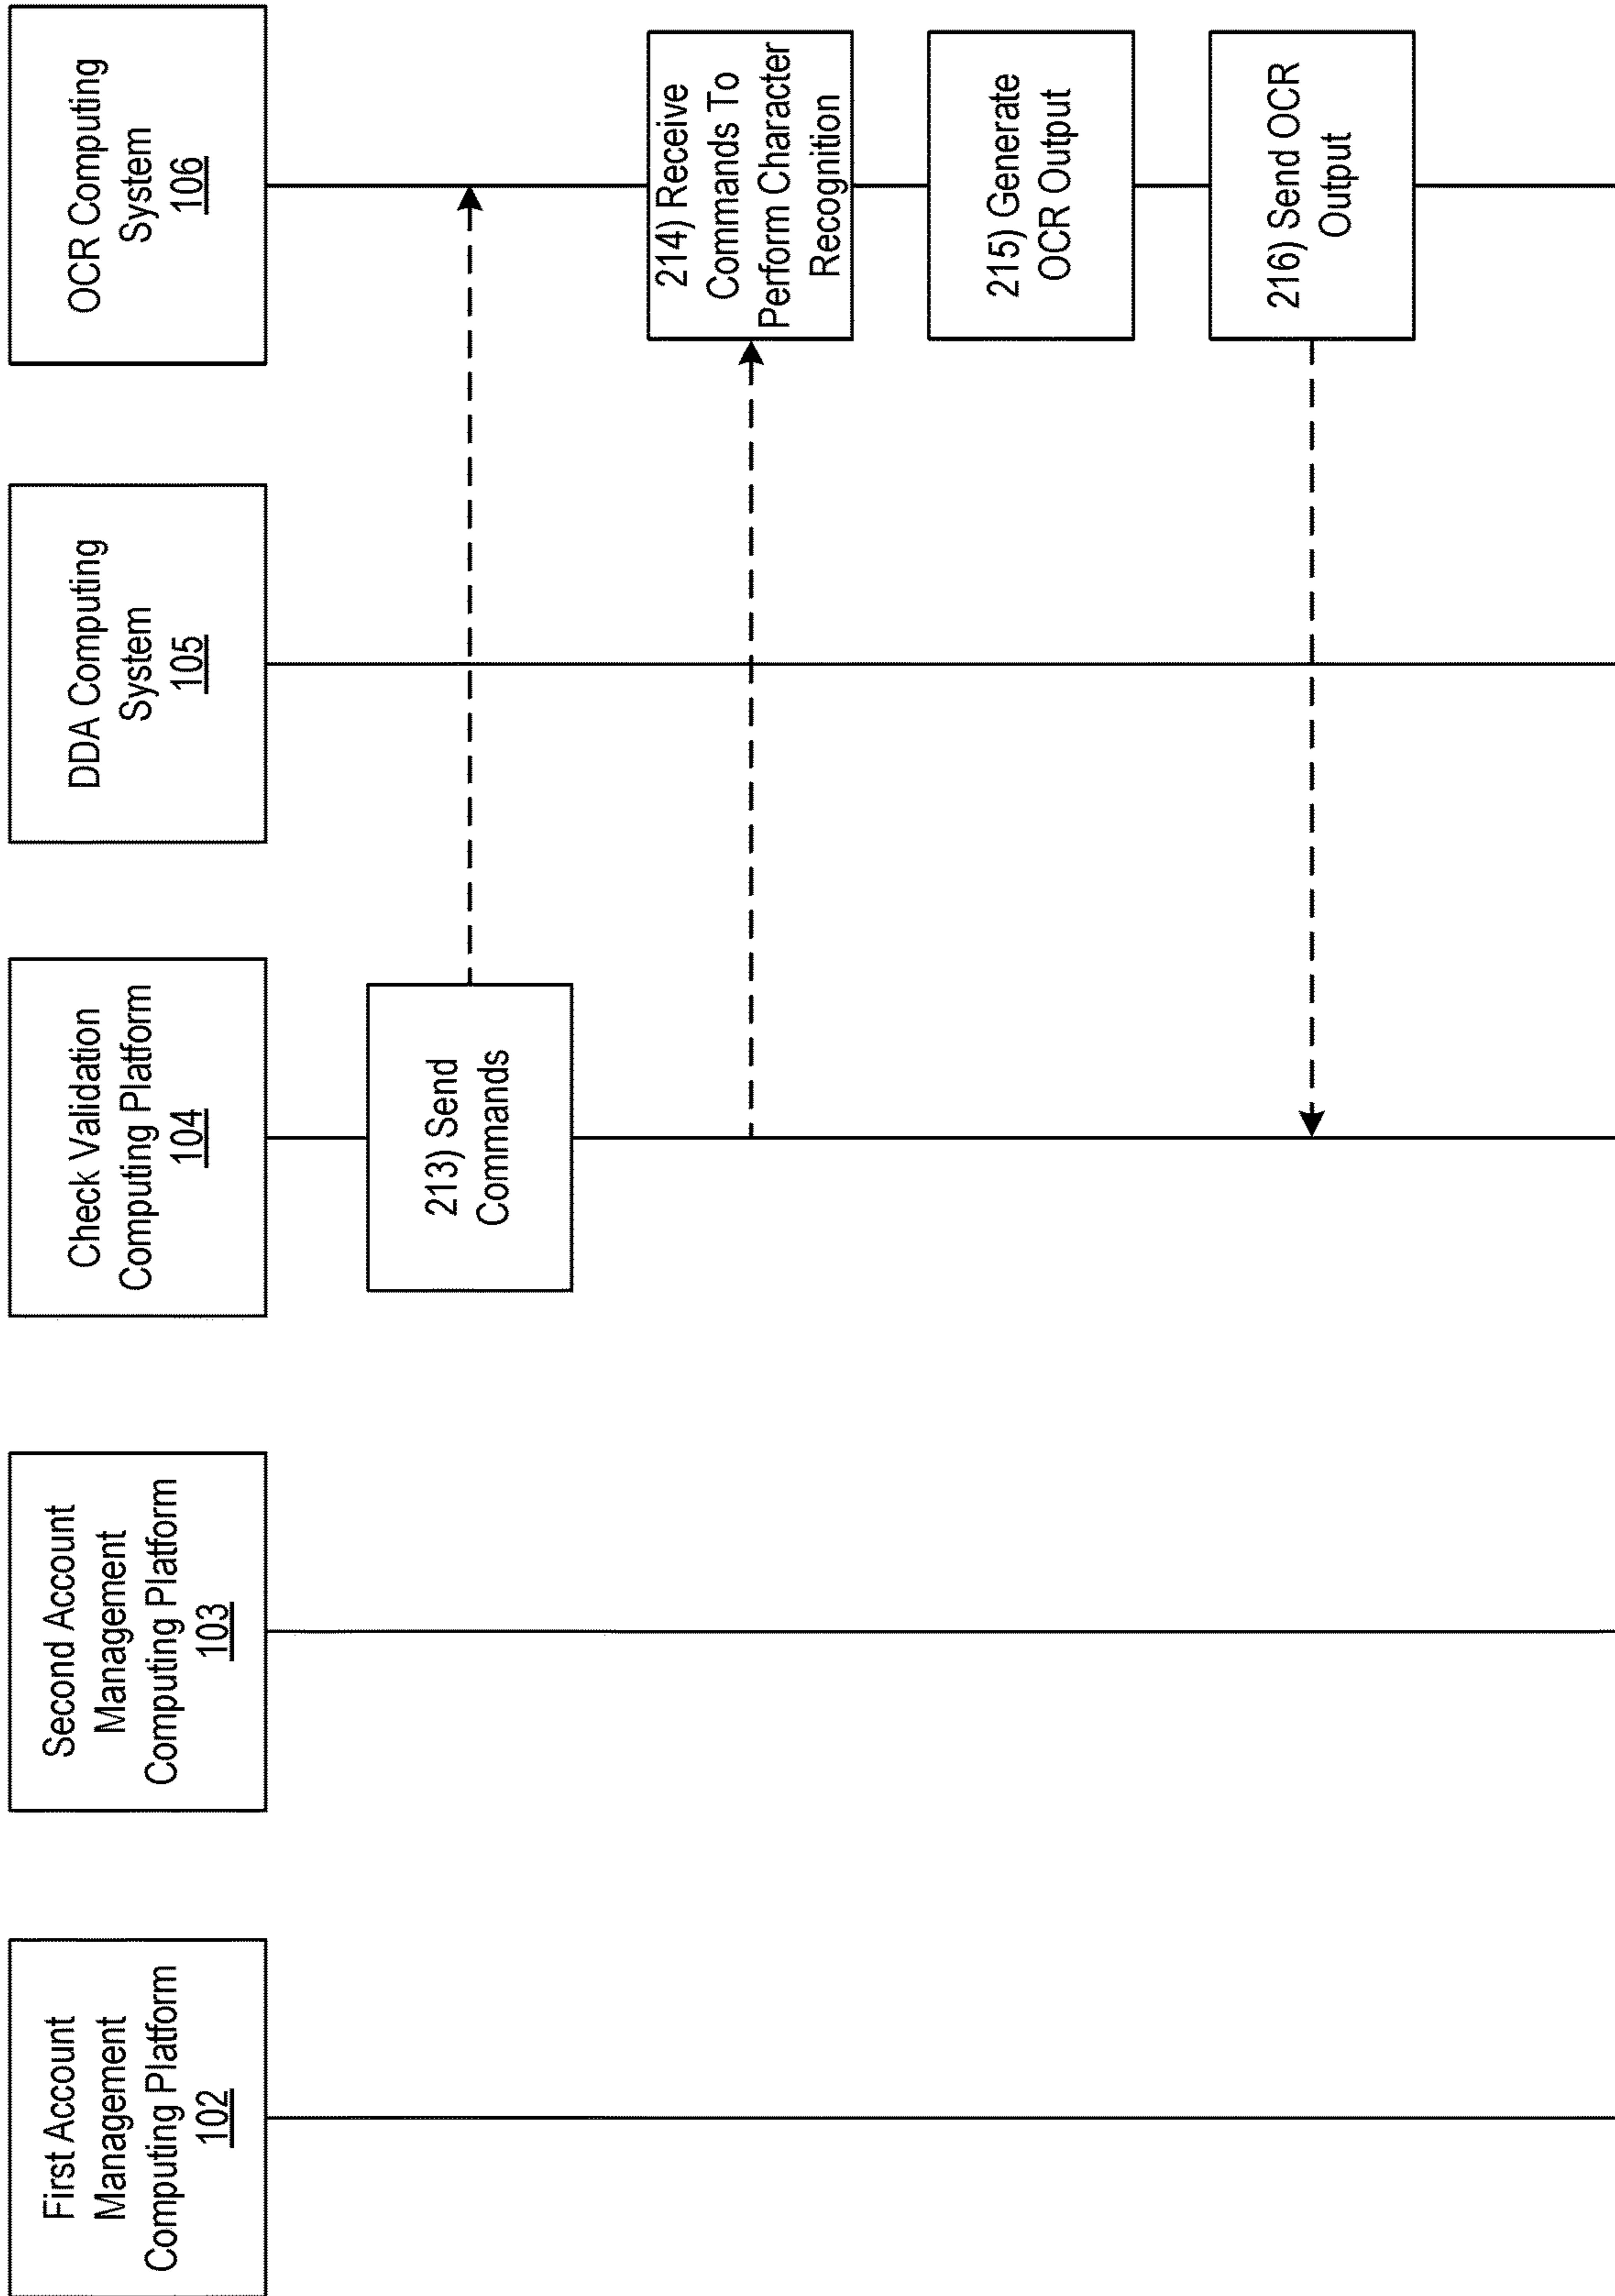 First Account
Management
Computing Platform
102
Second Account
Management
Computing Platform
103
Check Validation
Computing Platform
104
DDA Computing
System
105
OCR Computing
System
106
213) Send
Commands
214) Receive
Commands To
Perform Character
Recognition
215) Generate
OCR Output
216) Send OCR
Output